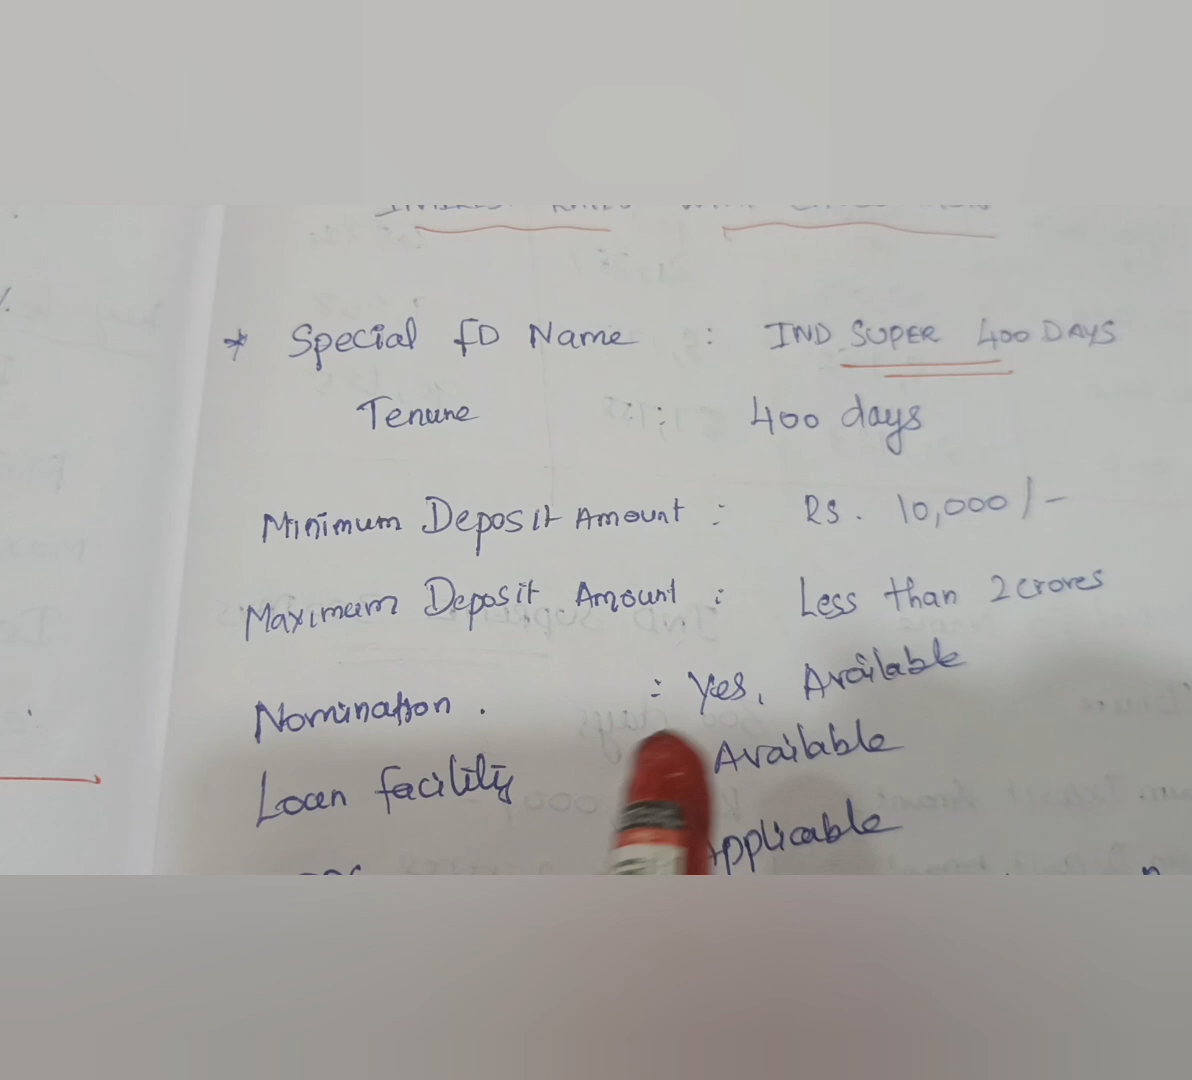 * Special FD Name : IND SUPER 400 DAYS
Tenure : 400 days
Minimum Deposit Amount : RS. 10,000/-
Maximum Deposit Amount : Less than 2 crores
Nomination . : Yes, Available
Loan facility Available
Applicable